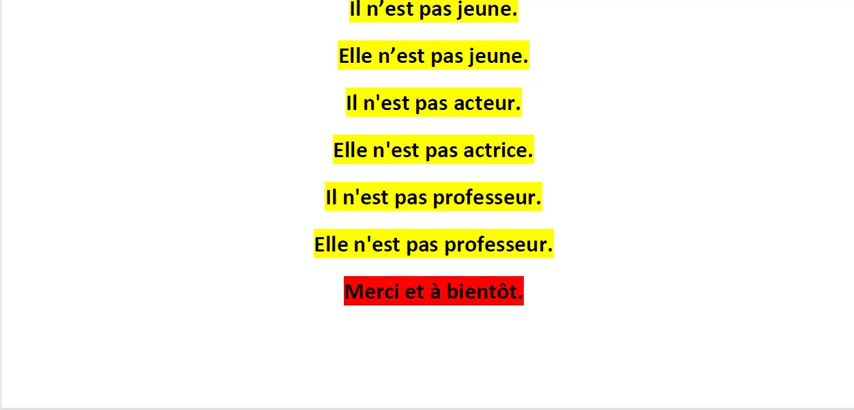 Il n’est pas jeune.
Elle n’est pas jeune.
Il n'est pas acteur.
Elle n'est pas actrice.
Il n'est pas professeur.
Elle n'est pas professeur.
Merci et à bientôt.